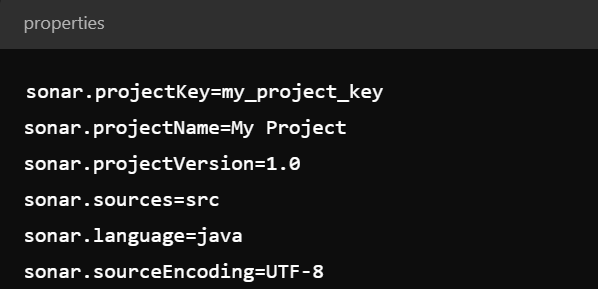 properties
sonar.projectKey=my_project_key
sonar.projectName=My Project
sonar.projectVersion=1.0
sonar.sources=src
sonar.language=java
sonar.sourceEncoding=UTF-8